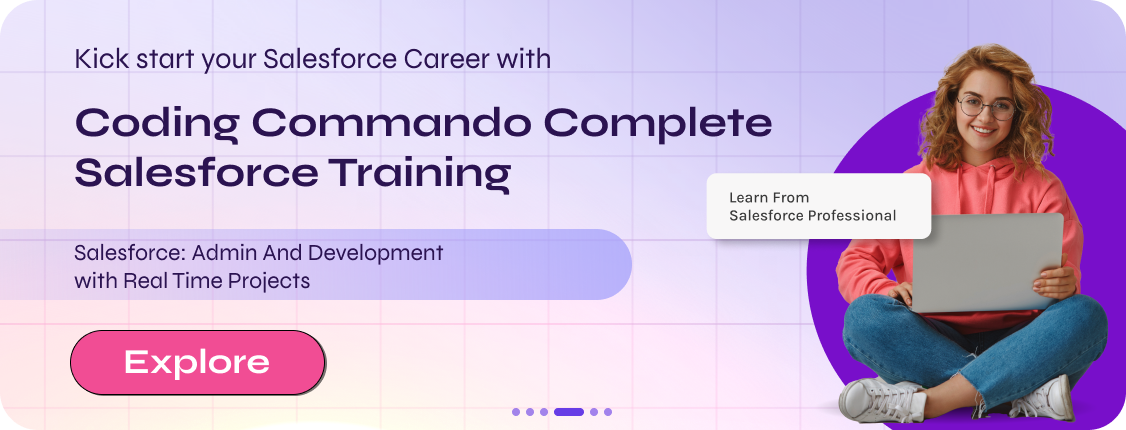 Kick start your Salesforce Career with
Coding Commando Complete
Salesforce Training
Learn From
Salesforce Professional
Salesforce: Admin And Development
with Real Time Projects
Explore